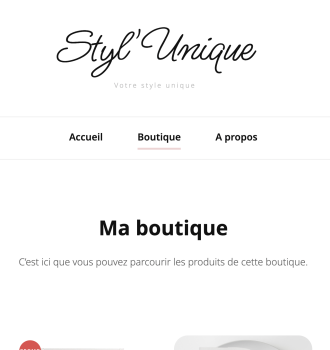 Styl'Unique
Votre style unique
Accueil Boutique A propos
Ma boutique
C'est ici que vous pouvez parcourir les produits de cette boutique.